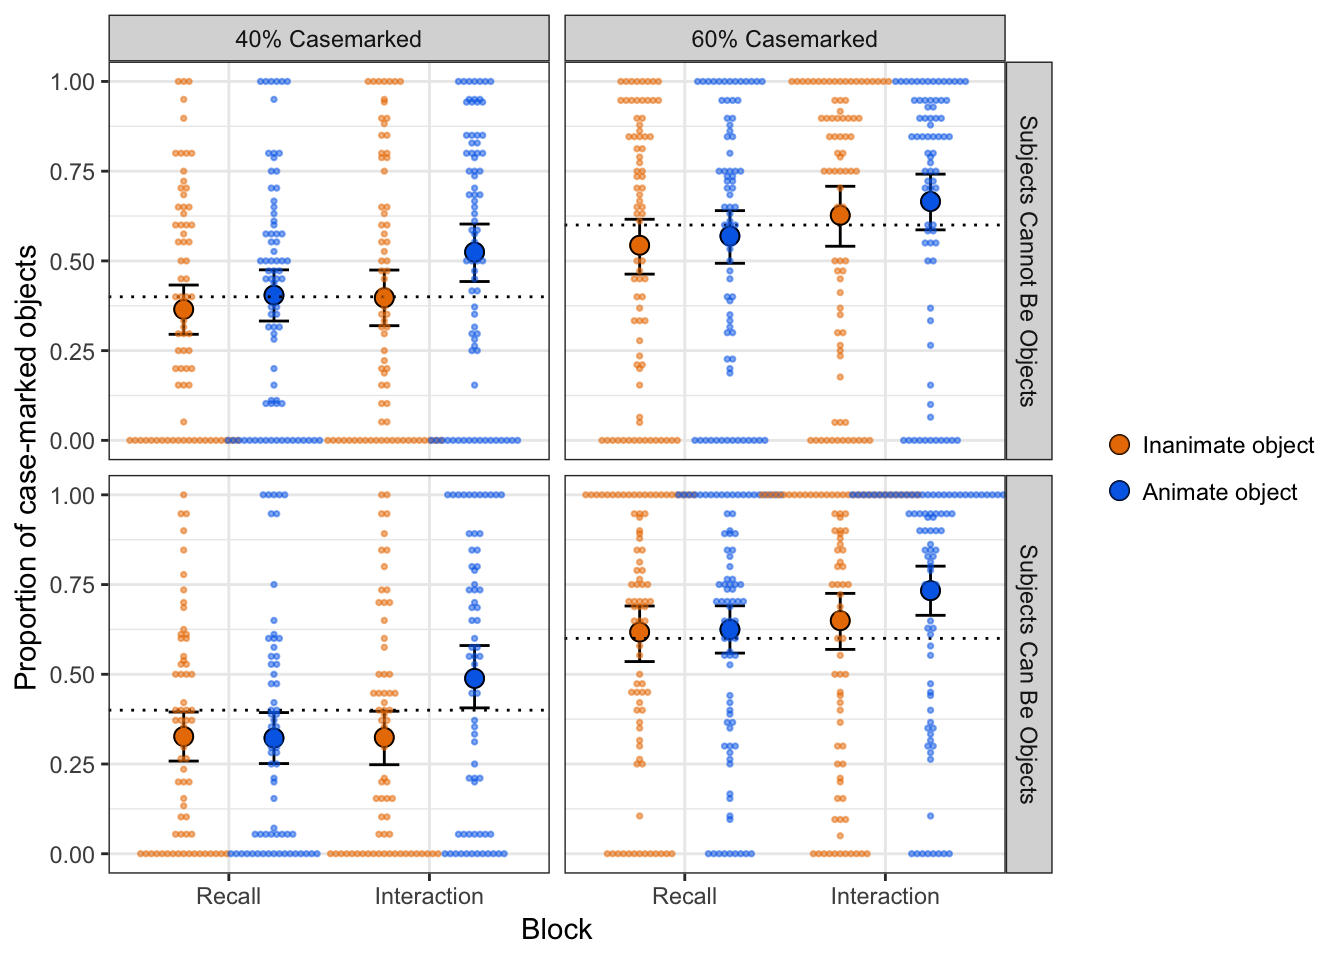 40% Casemarked
60% Casemarked
Proportion of case-marked objects
1.00
0.75
0.50
0.25
0.00
Subjects Cannot Be Objects
1.00
0.75
0.50
0.25
0.00
Subjects Can Be Objects
Recall
Interaction
Recall
Interaction
Block
Inanimate object
Animate object